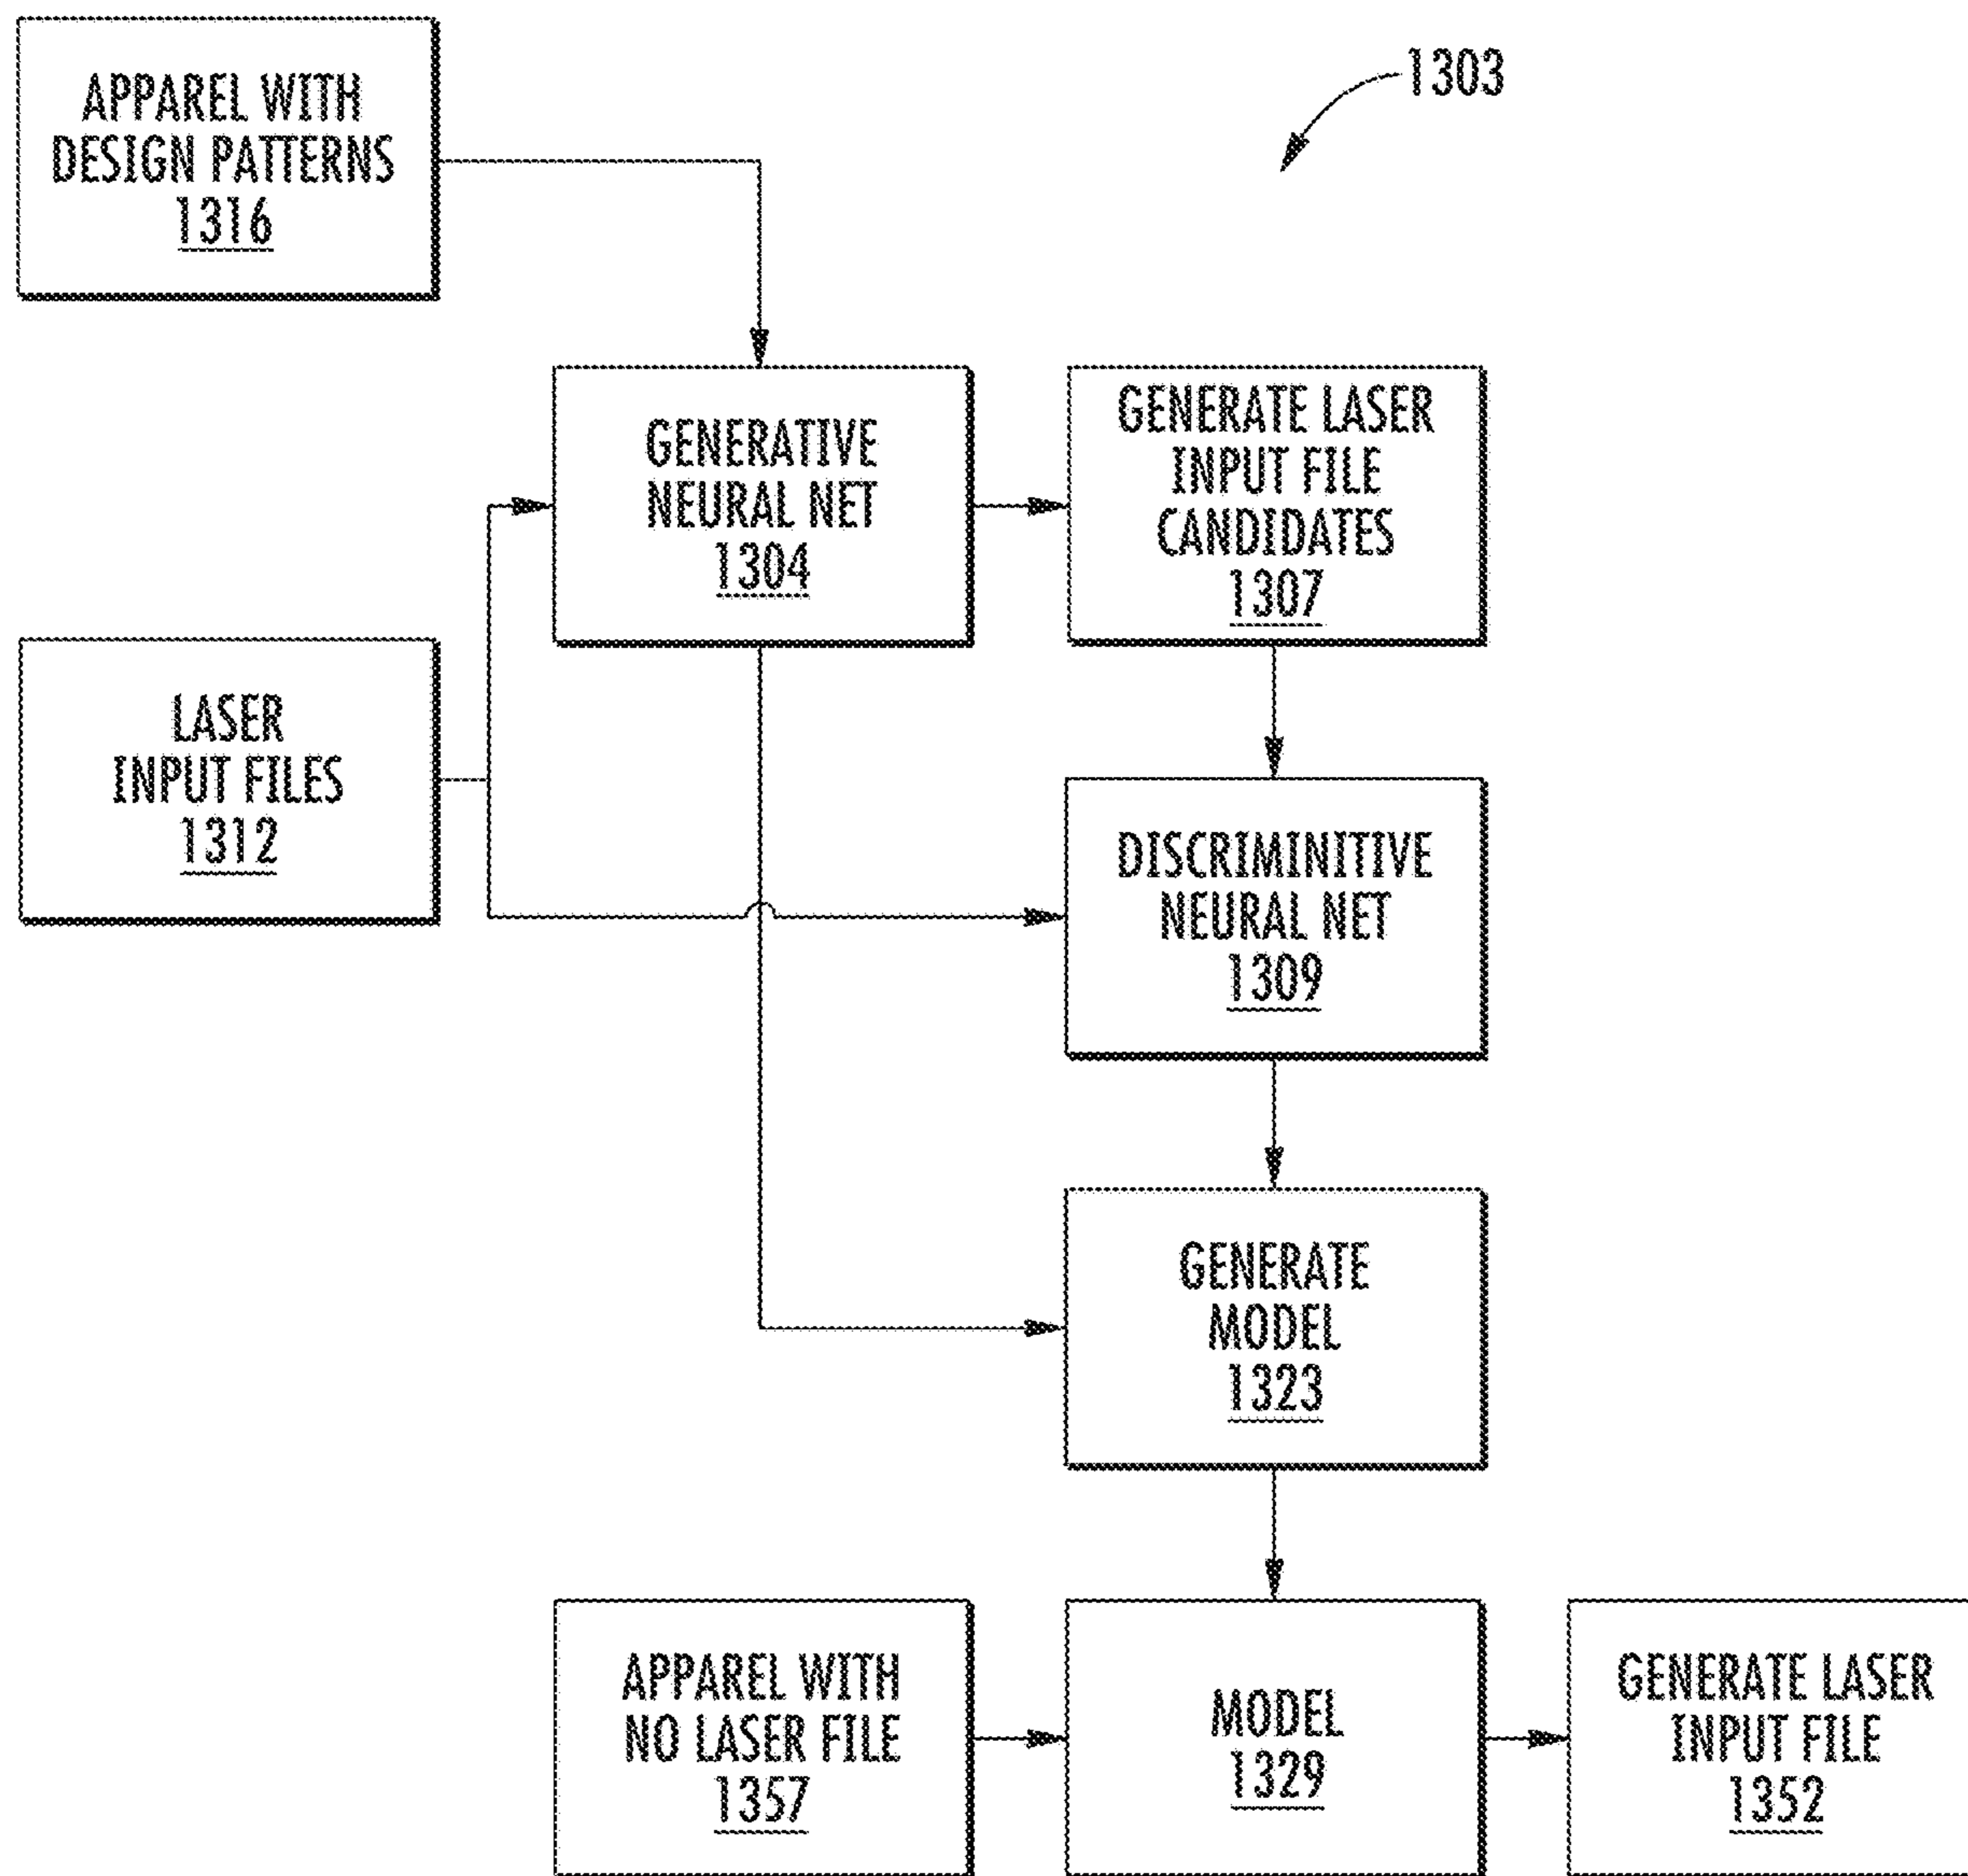 APPAREL WITH
DESIGN PATTERNS
1316
1303
GENERATIVE
NEURAL NET
1304
GENERATE LASER
INPUT FILE
CANDIDATES
1307
LASER
INPUT FILES
1312
DISCRIMINITIVE
NEURAL NET
1309
GENERATE
MODEL
1323
APPAREL WITH
NO LASER FILE
1357
MODEL
1329
GENERATE LASER
INPUT FILE
1352